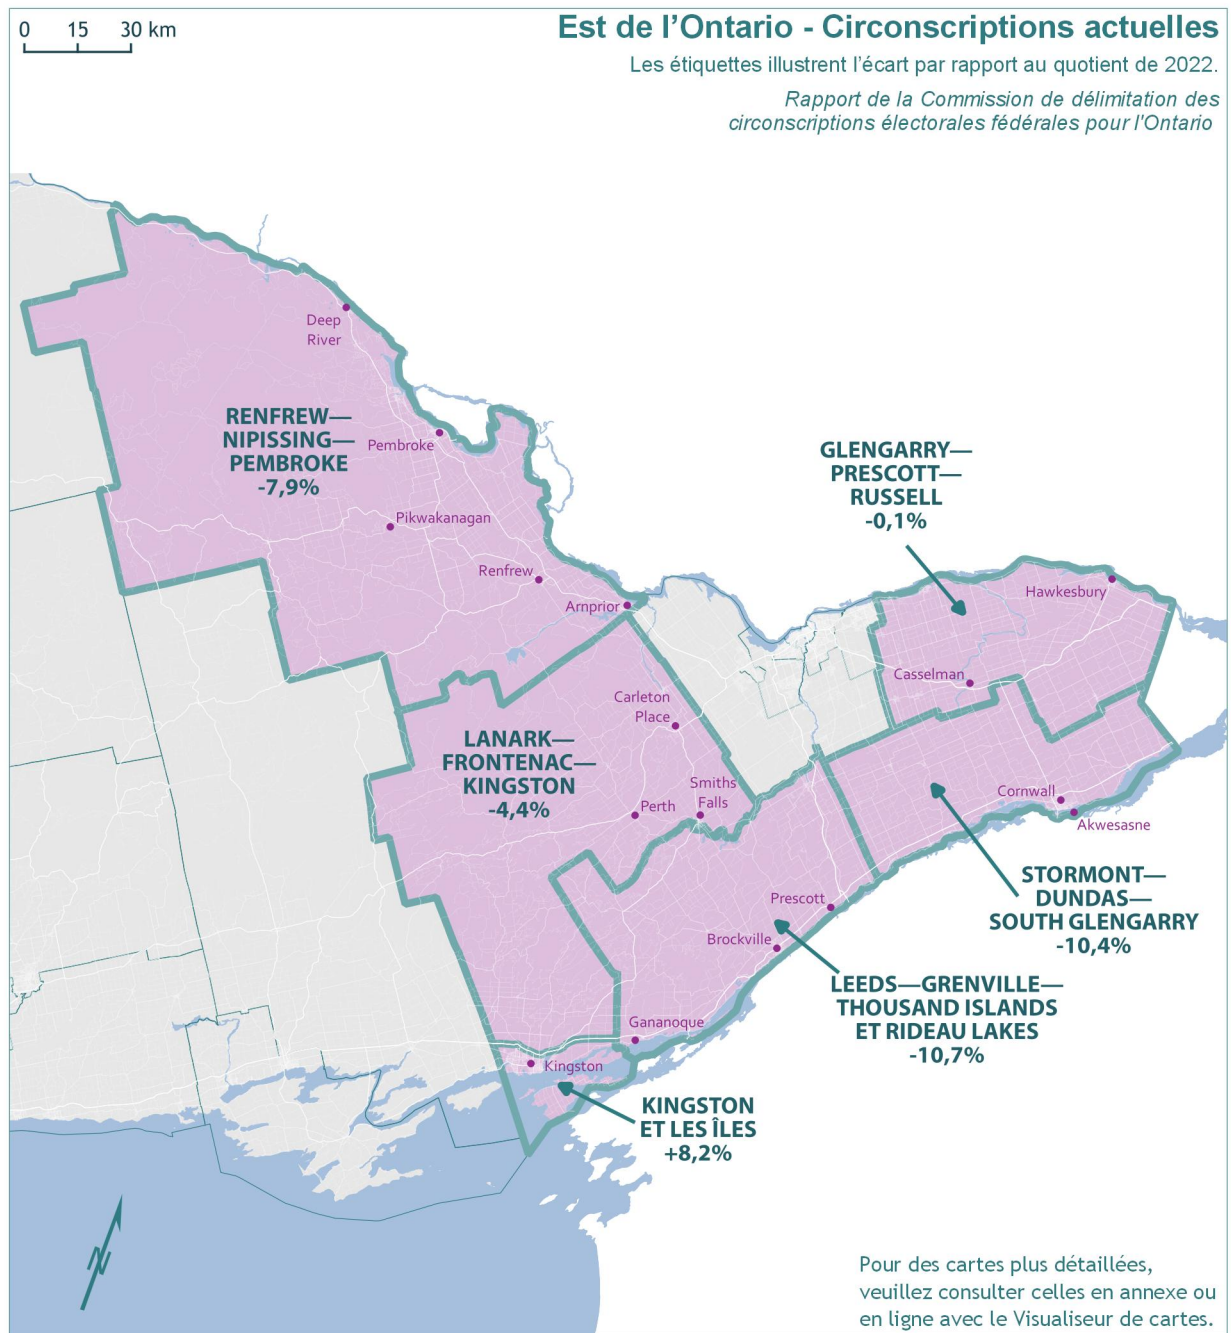 0 15 30 km
Est de l’Ontario - Circonscriptions actuelles
Les étiquettes illustrent l’écart par rapport au quotient de 2022.
Rapport de la Commission de délimitation des
circonscriptions électorales fédérales pour l'Ontario
Deep
River
RENFREW—
NIPISSING—
PEMBROKE
-7,9%
Pembroke
Pikwakanagan
Renfrew
Arnprior
GLENGARRY—
PRESCOTT—
RUSSELL
-0,1%
Hawkesbury
Casselman
Carleton
Place
LANARK—
FRONTENAC—
KINGSTON
-4,4%
Smiths
Falls
Perth
Cornwall
Akwesasne
STORMONT—
DUNDAS—
SOUTH GLENGARRY
-10,4%
Prescott
Brockville
LEEDS—GRENVILLE—
THOUSAND ISLANDS
ET RIDEAU LAKES
-10,7%
Gananoque
Kingston
KINGSTON
ET LES ÎLES
+8,2%
N
Pour des cartes plus détaillées,
veuillez consulter celles en annexe ou
en ligne avec le Visualiseur de cartes.